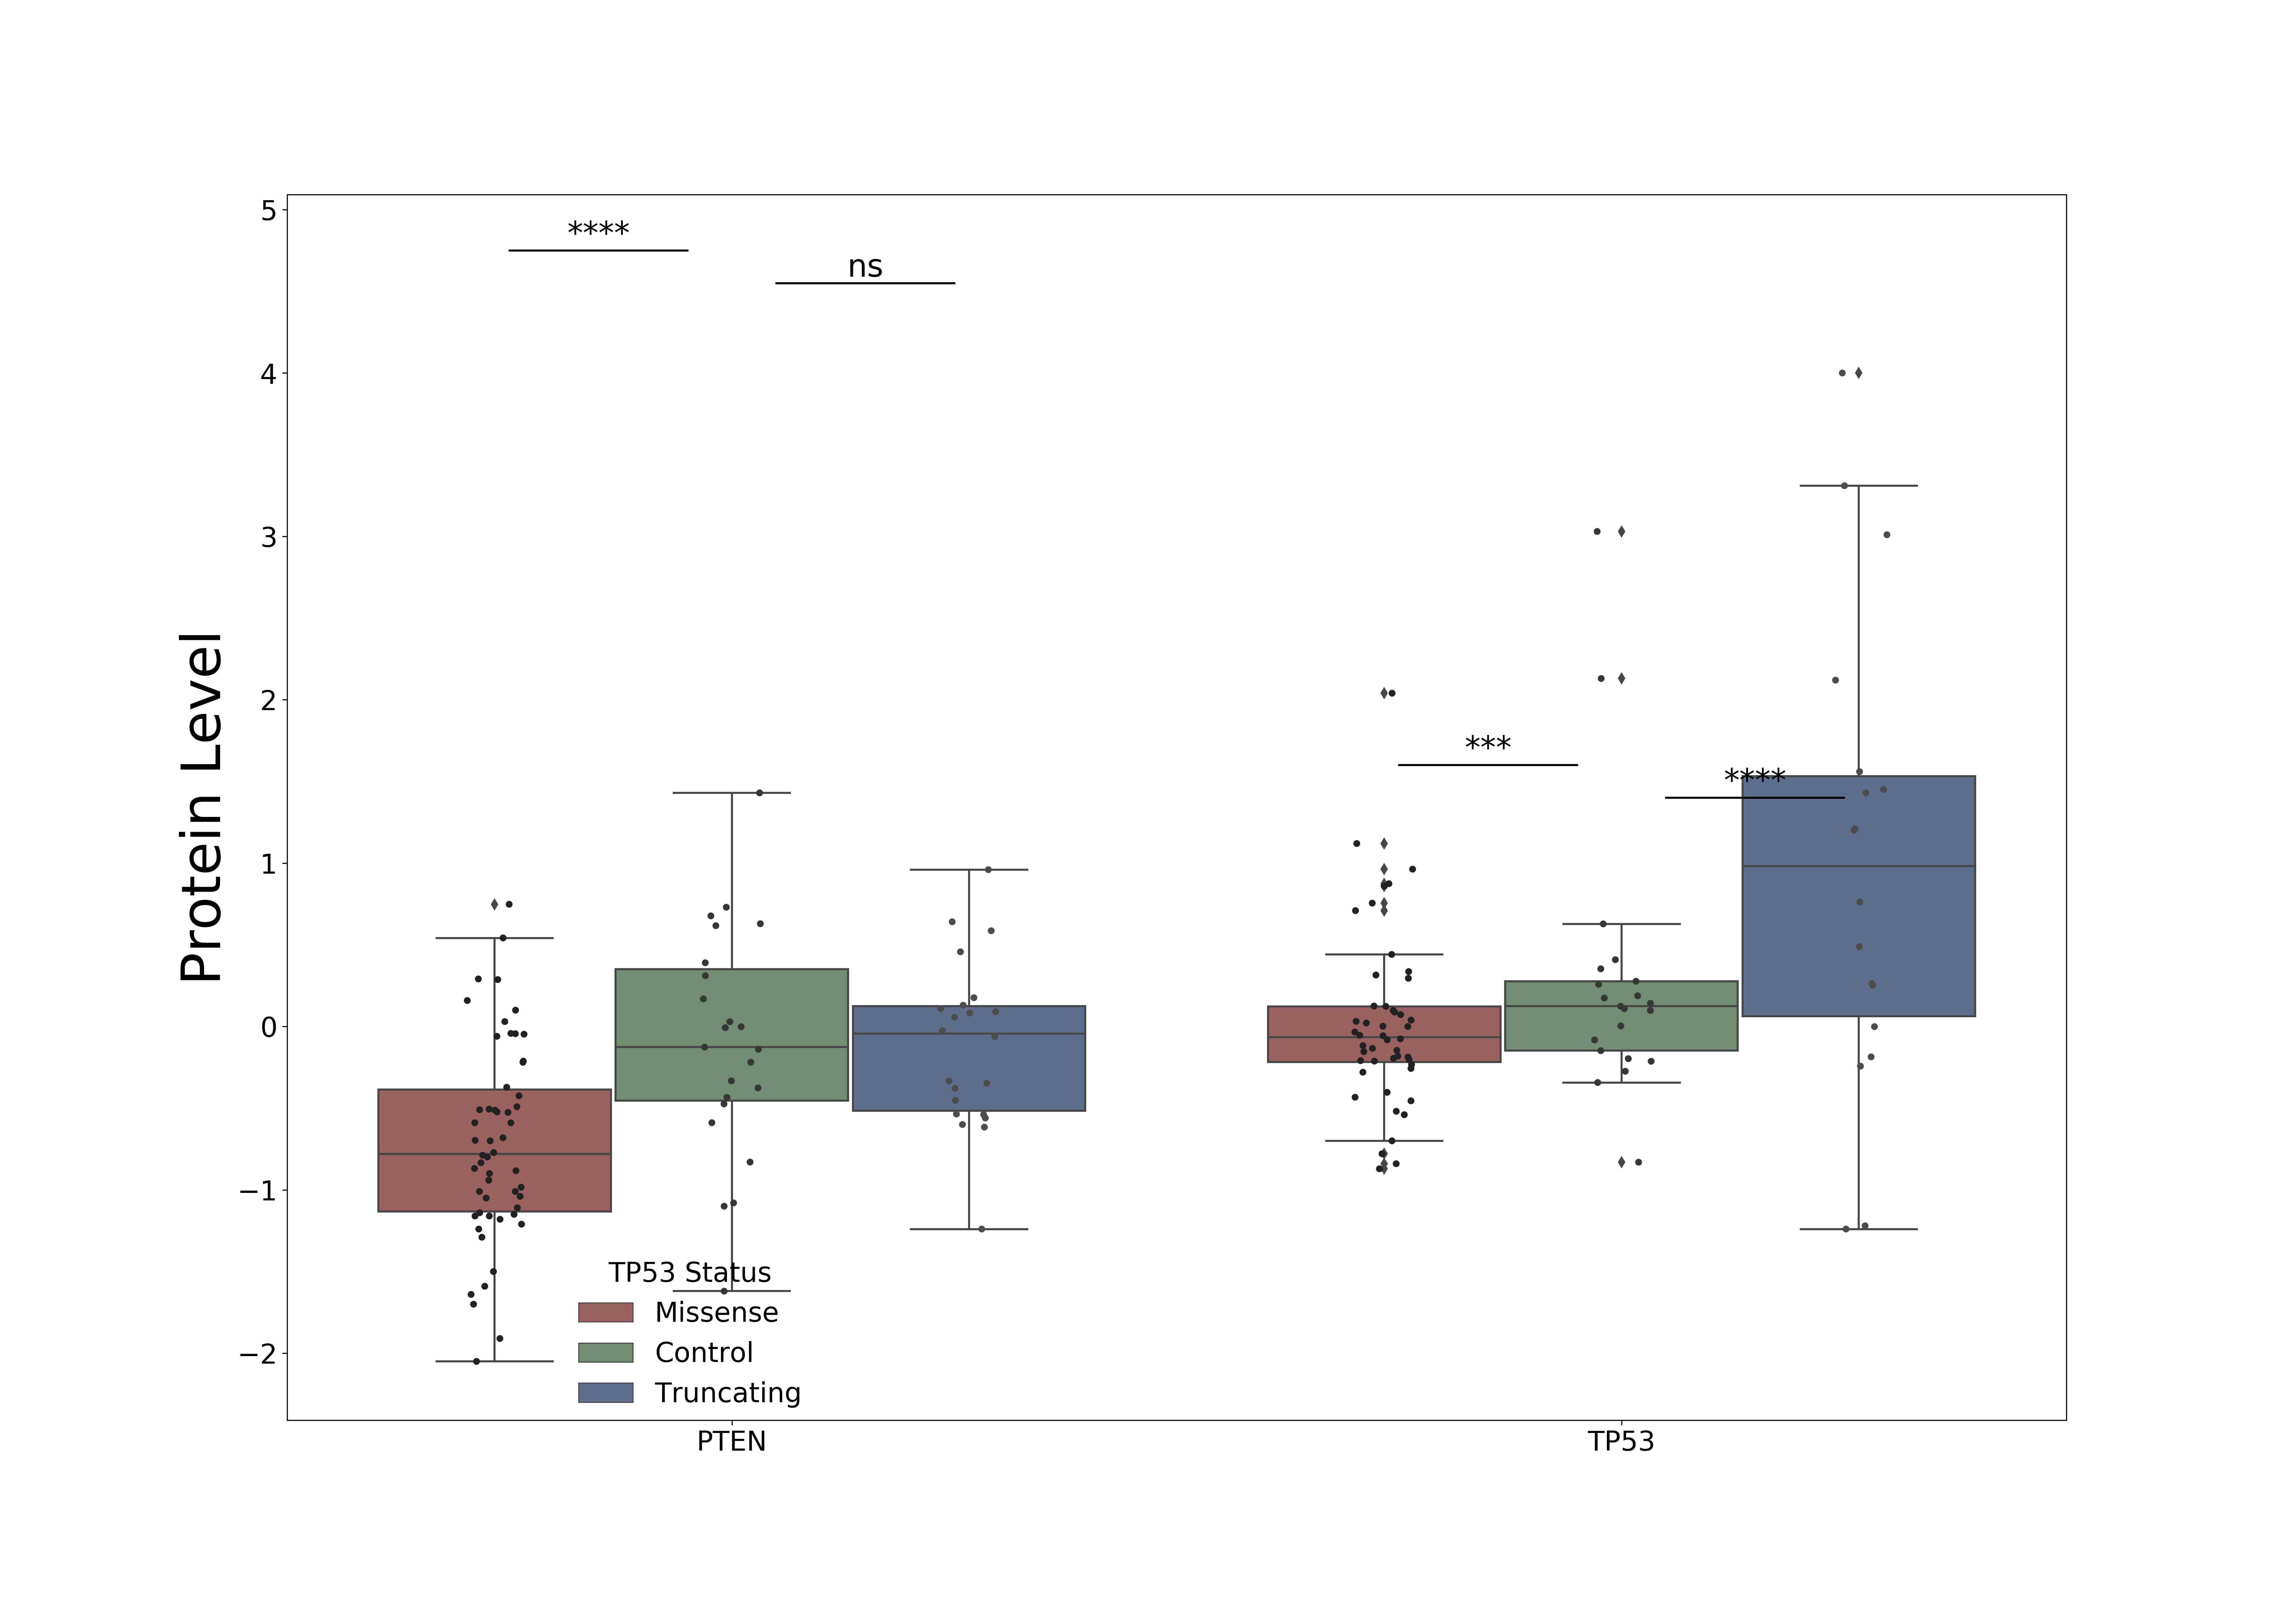 5
****
ns
4
3
2
***
****
1
0
−1
−2
Protein Level
TP53 Status
Missense
Control
Truncating
PTEN
TP53